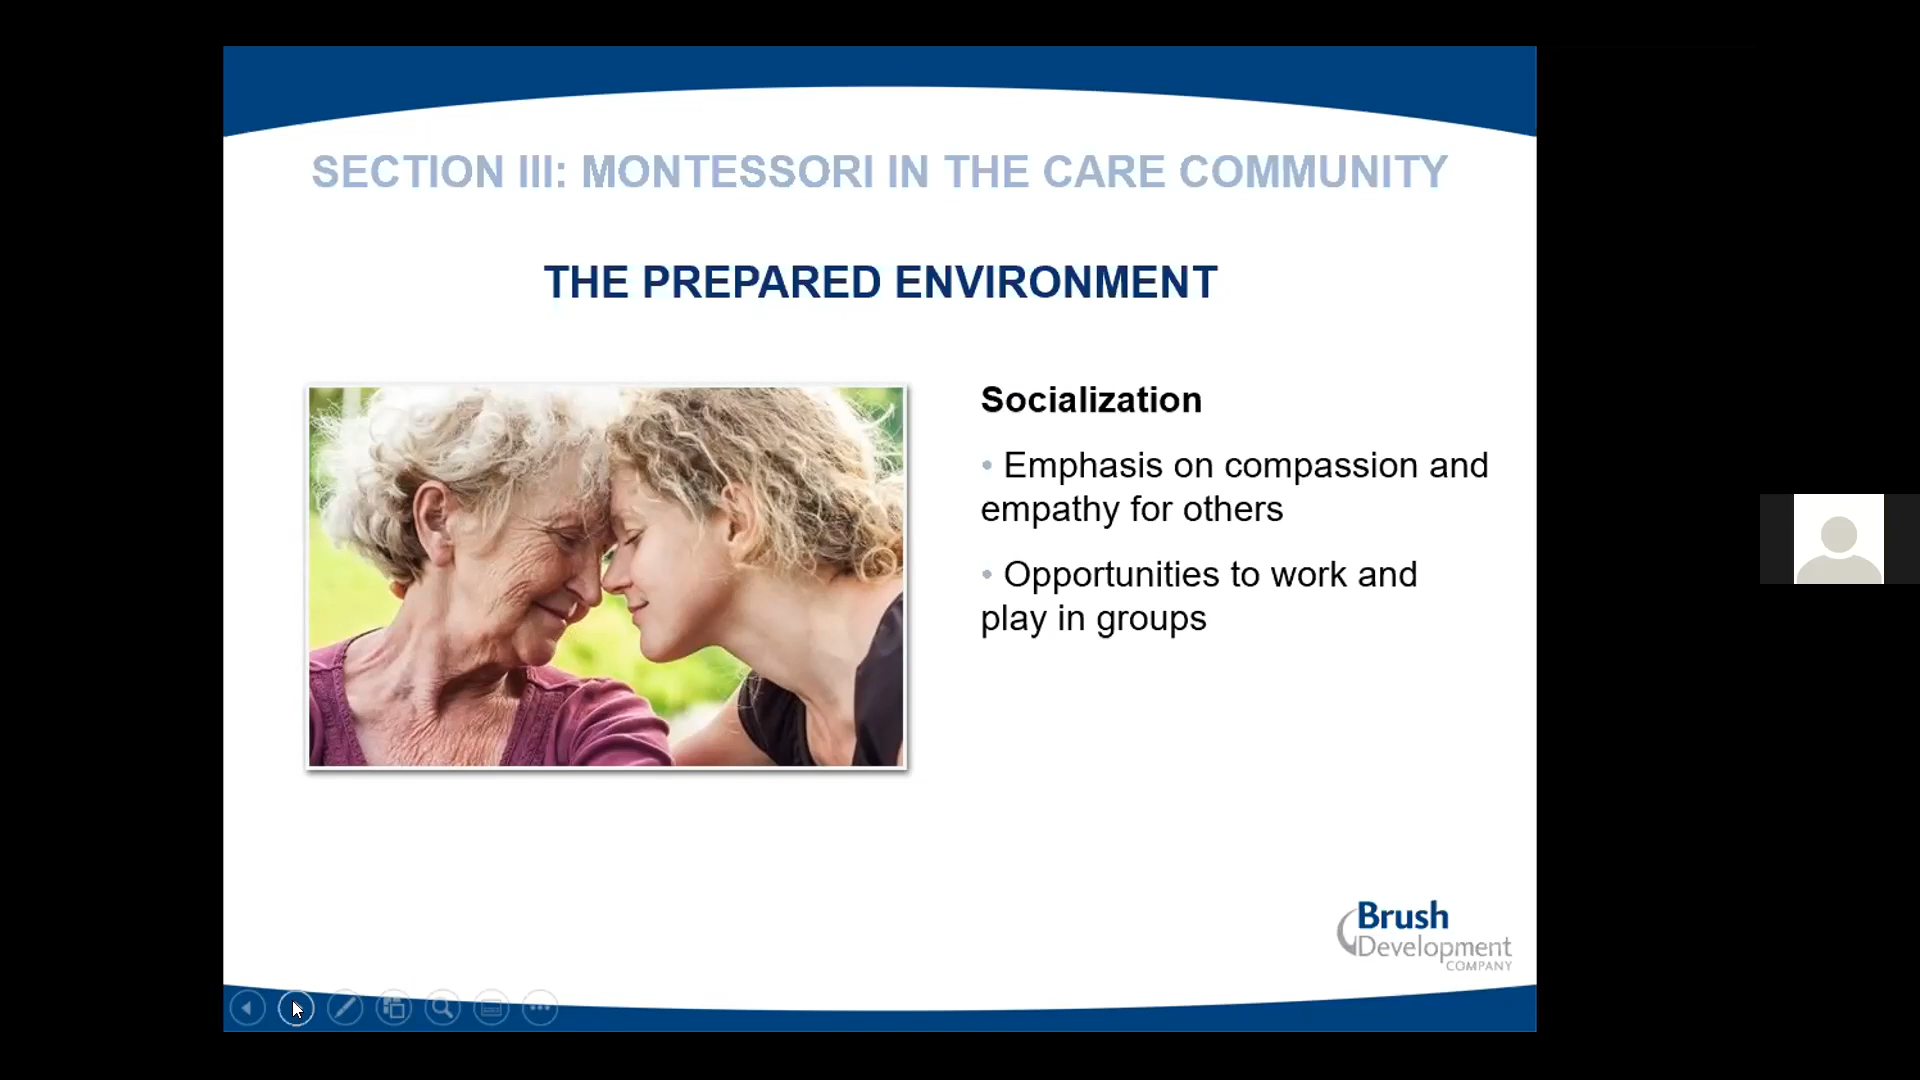 SECTION III: MONTESSORI IN THE CARE COMMUNITY
THE PREPARED ENVIRONMENT
Socialization
• Emphasis on compassion and
empathy for others
• Opportunities to work and
play in groups
Brush
Development
COMPANY